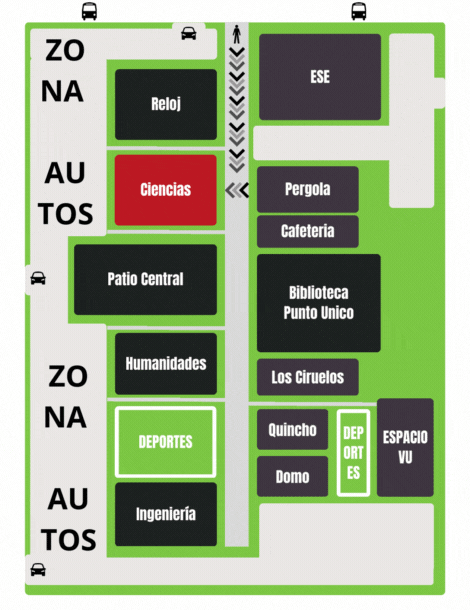 ZO
NA
AU
TOS
Reloj
ESE
Ciencias
Pergola
Cafeteria
Patio Central
Biblioteca
Punto Unico
Humanidades
Los Ciruelos
ZO
NA
AU
TOS
DEPORTES
Quincho
DEP
ORT
ES
ESPACIO
VU
Domo
Ingeniería